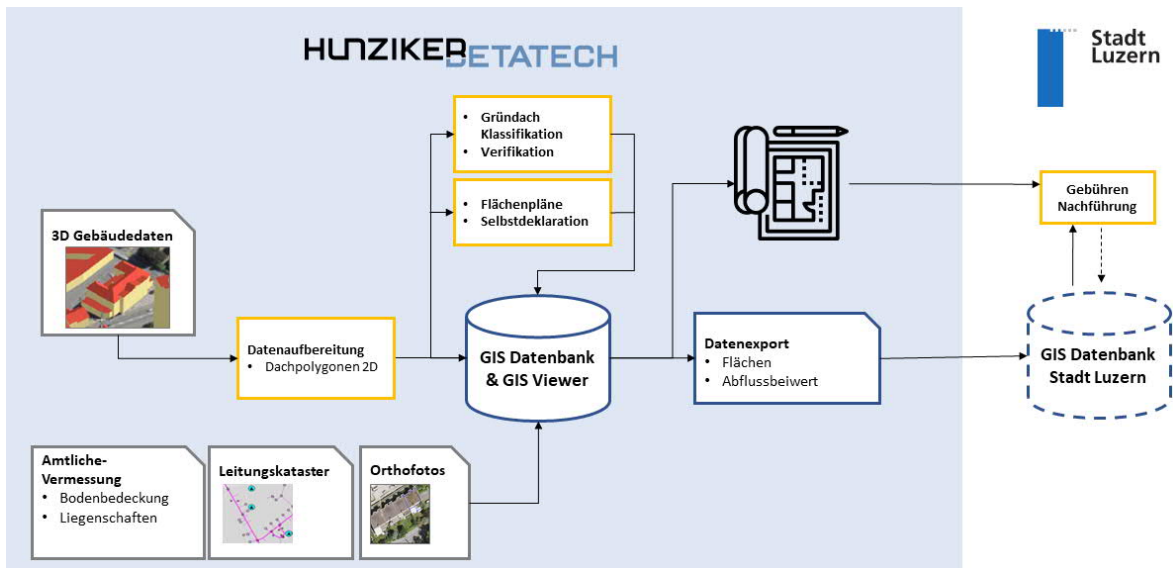 HUNZIKER
BETATECH
Stadt
Luzern
• Gründach
Klassifikation
• Verifikation
• Flächenpläne
• Selbstdeklaration
Gebühren
Nachführung
3D Gebäudedaten
Datenaufbereitung
• Dachpolygonen 2D
GIS Datenbank
& GIS Viewer
Datenexport
• Flächen
• Abflussbeiwert
GIS Datenbank
Stadt Luzern
Amtliche-
Vermessung
• Bodenbedeckung
• Liegenschaften
Leitungskataster
Orthofotos